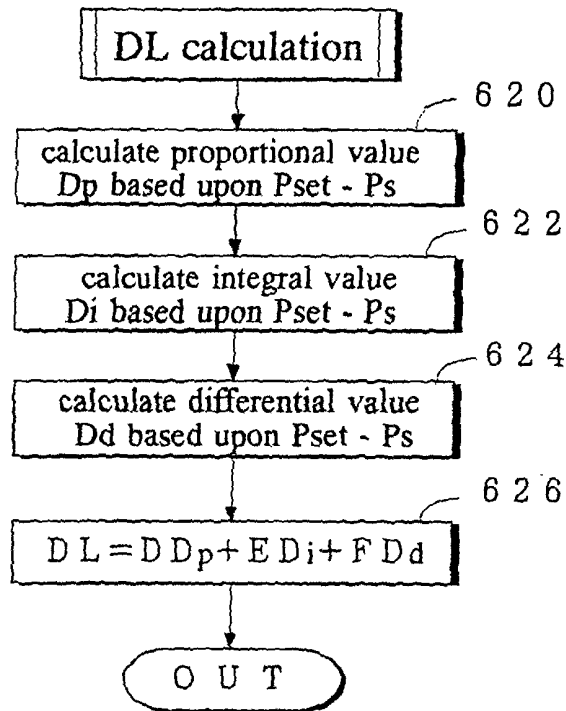 DL calculation
620
calculate proportional value
Dp based upon Pset - Ps
622
calculate integral value
Di based upon Pset - Ps
624
calculate differential value
Dd based upon Pset - Ps
626
DL=DDp+EDi+FDd
OUT